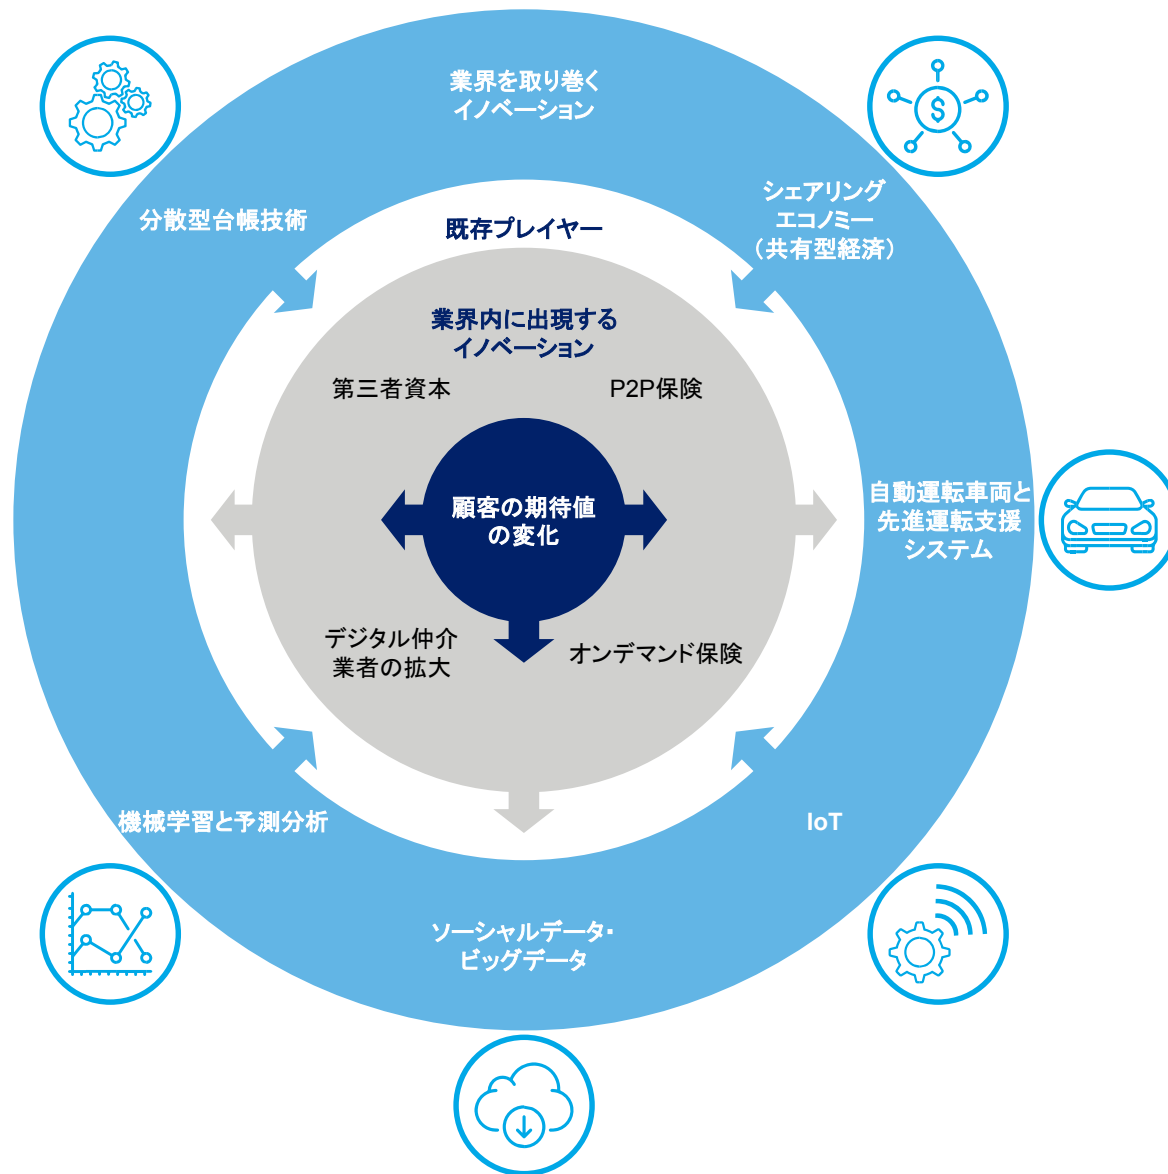 業界を取り巻く
イノベーション
シェアリング
エコノミー
（共有型経済）
分散型台帳技術
既存プレイヤー
業界内に出現する
イノベーション
第三者資本
P2P保険
顧客の期待値
の変化
自動運転車両と
先進運転支援
システム
デジタル仲介
業者の拡大
オンデマンド保険
機械学習と予測分析
IoT
ソーシャルデータ・
ビッグデータ
$